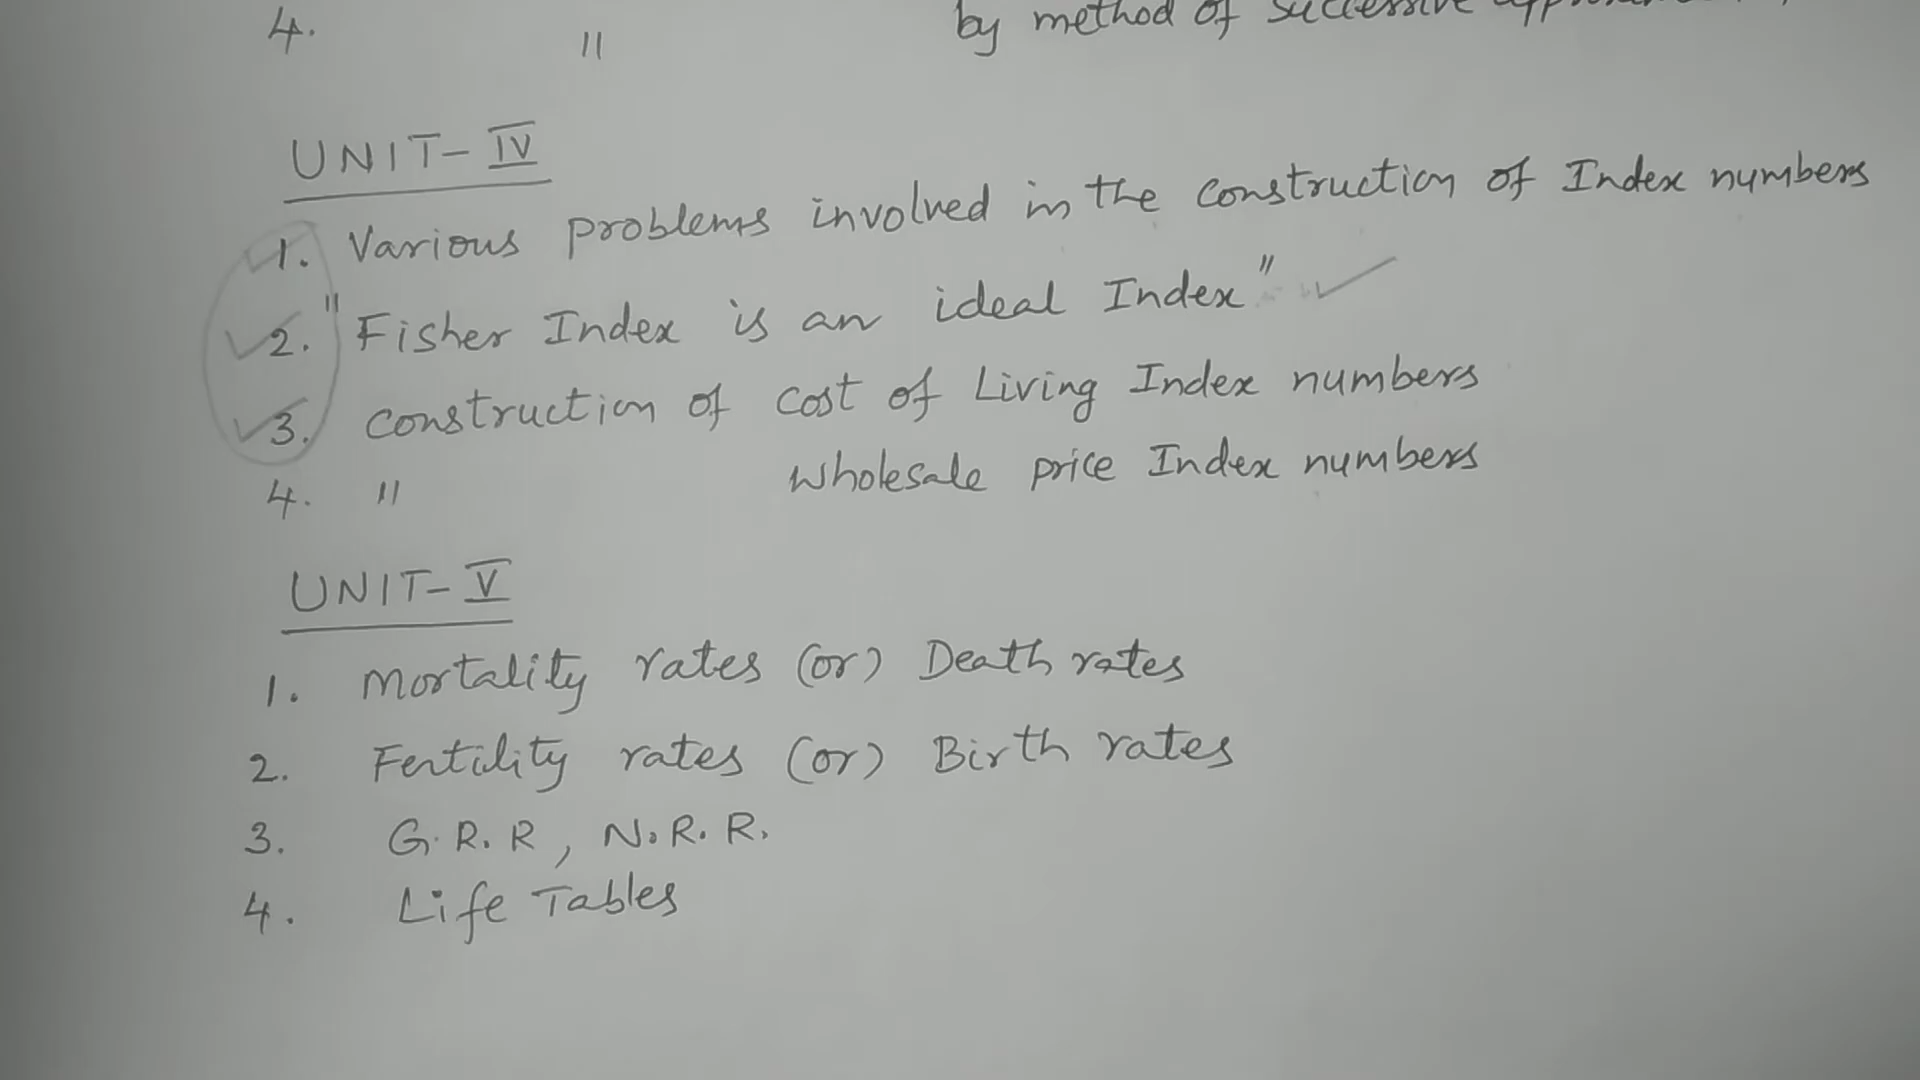 4. " by method of successive
UNIT-IV
1. Various problems involved in the construction of Index numbers
2. "Fisher Index is an ideal Index"
3. Construction of cost of Living Index numbers
4. " Wholesale price Index numbers
UNIT-V
1. Mortality rates (or) Death rates
2. Fertility rates (or) Birth rates
3. G.R.R, N.R.R.
4. Life Tables